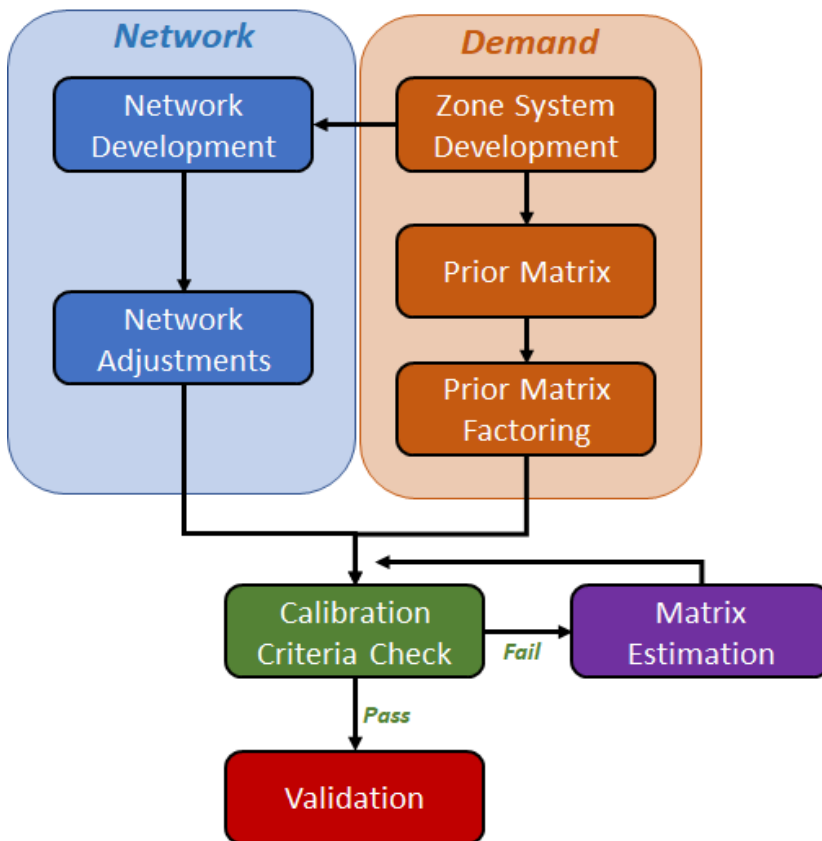 Network
Demand
Network
Development
Zone System
Development
Prior Matrix
Network
Adjustments
Prior Matrix
Factoring
Calibration
Criteria Check
Fail
Matrix
Estimation
Pass
Validation